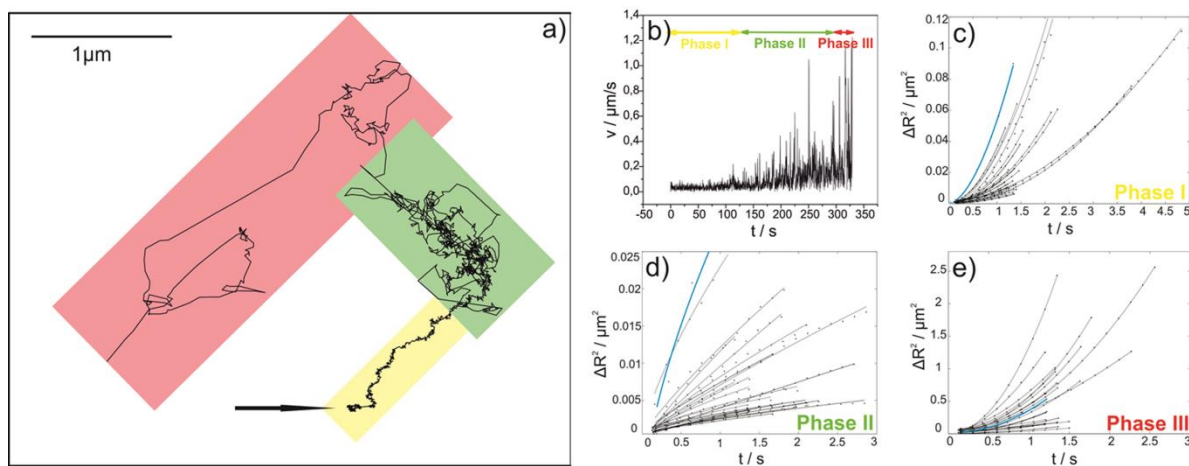 1µm
a)
b)
v / µm/s
1,4
1,2
1,0
0,8
0,6
0,4
0,2
0,0
Phase I Phase II Phase III
-50 0 50 100 150 200 250 300 350
t / s
c)
ΔR² / µm²
0.12
0.1
0.08
0.06
0.04
0.02
0
Phase I
0 0.5 1 1.5 2 2.5 3 3.5 4 4.5 5
t / s
d)
ΔR² / µm²
0.025
0.02
0.015
0.01
0.005
0
Phase II
0 0.5 1 1.5 2 2.5 3
t / s
e)
ΔR² / µm²
2.5
2
1.5
1
0.5
0
Phase III
0 0.5 1 1.5 2 2.5 3
t / s